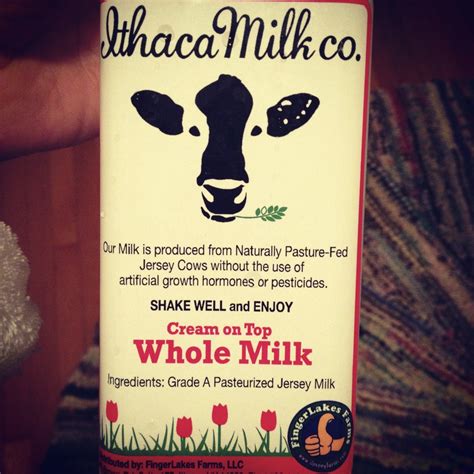 Ithaca Milk co.
Our Milk is produced from Naturally Pasture-Fed
Jersey Cows without the use of
artificial growth hormones or pesticides.
SHAKE WELL and ENJOY
Cream on Top
Whole Milk
Ingredients: Grade A Pasteurized Jersey Milk
FingerLakes Farms
FingerLakes Farms, LLC